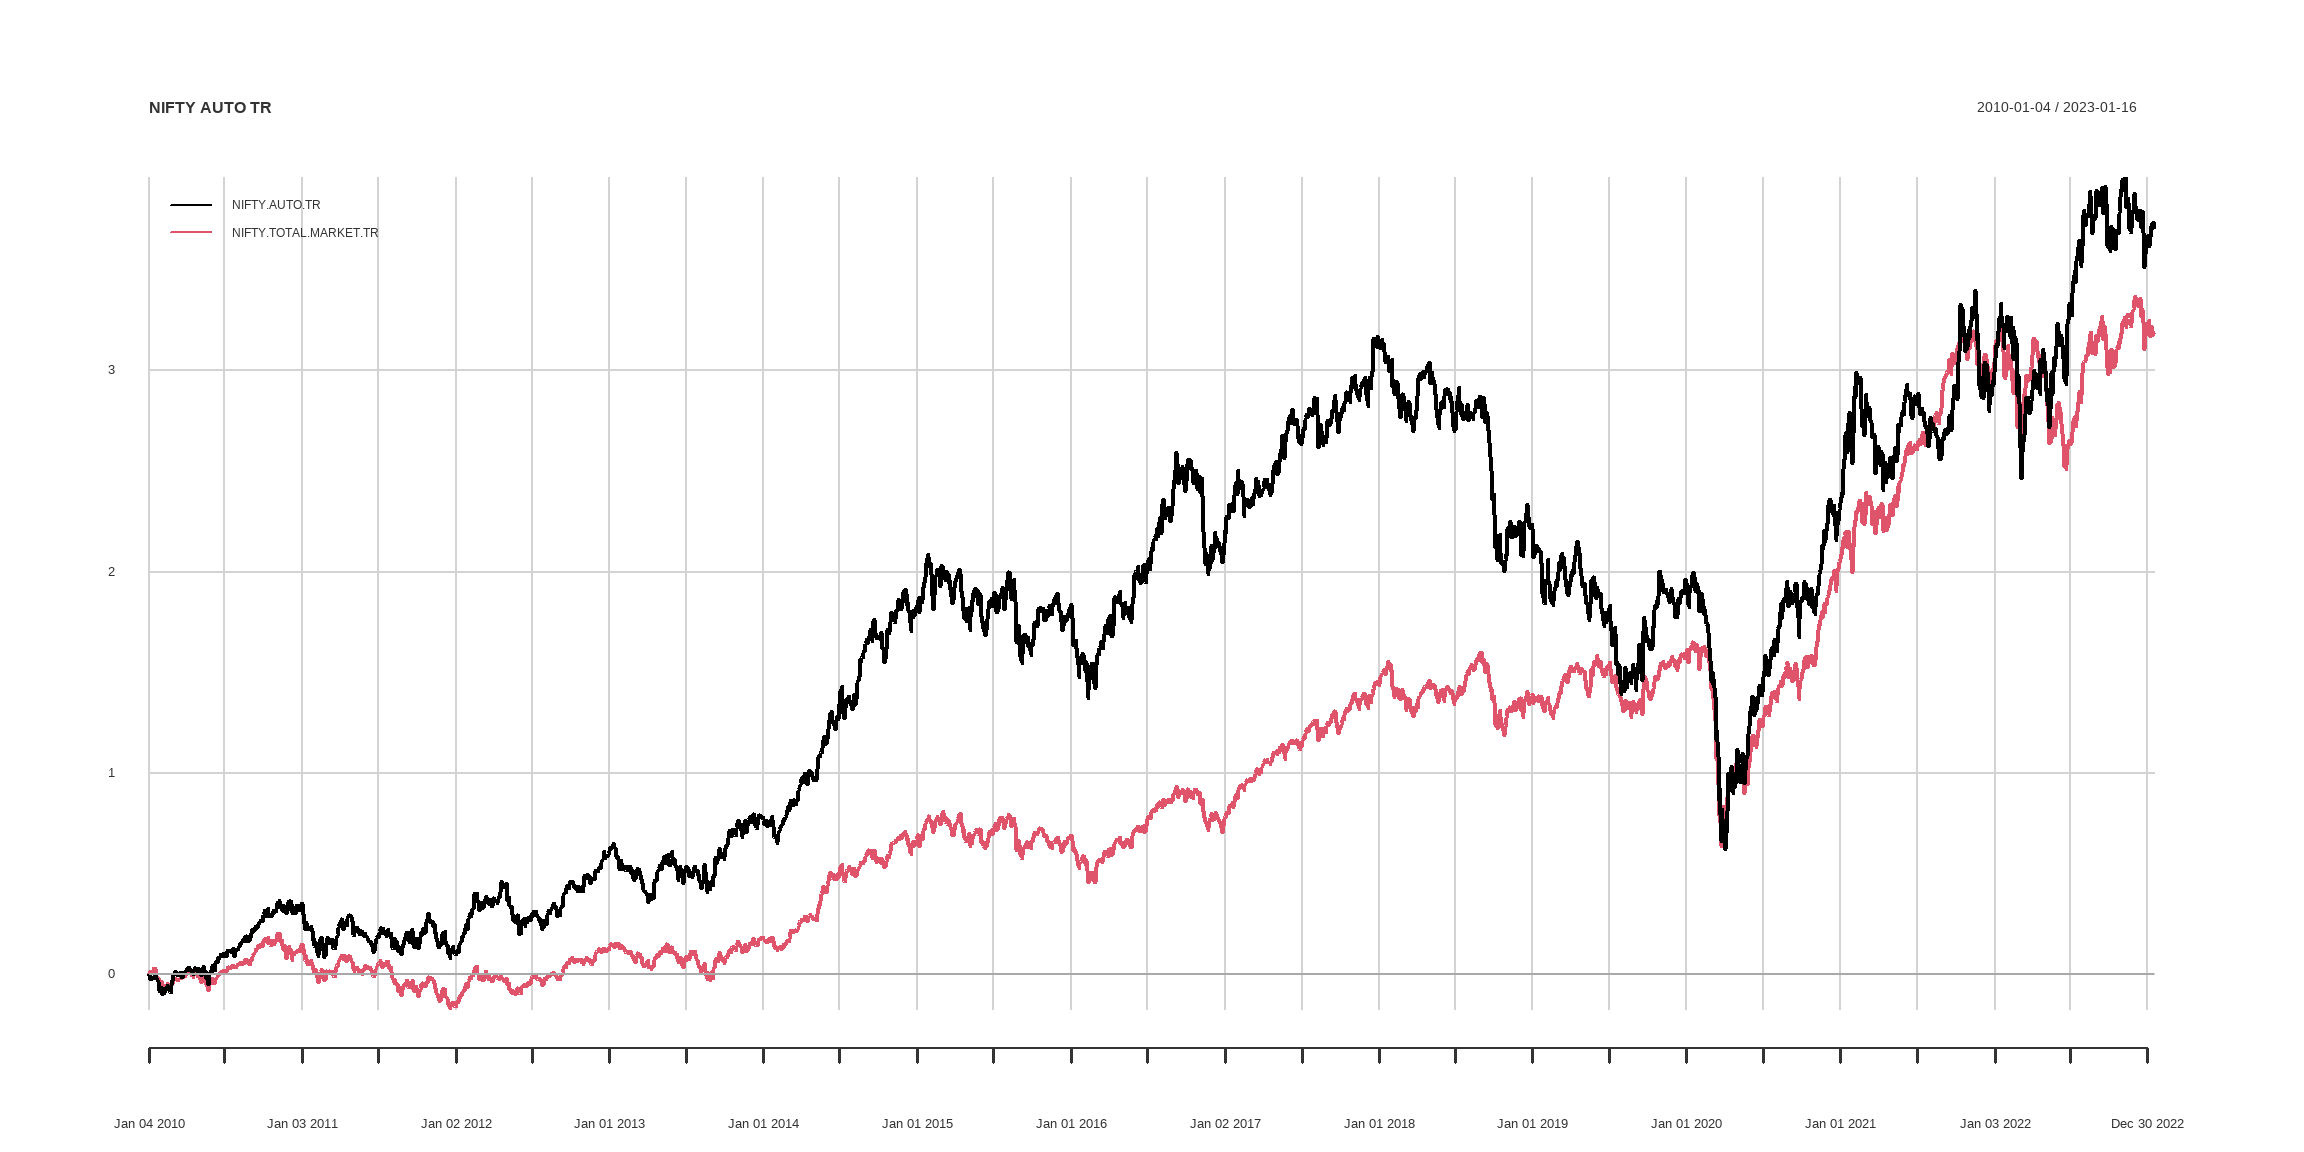 NIFTY AUTO TR
2010-01-04 / 2023-01-16
NIFTY.AUTO.TR
NIFTY.TOTAL.MARKET.TR
3
2
1
0
Jan 04 2010 Jan 03 2011 Jan 02 2012 Jan 01 2013 Jan 01 2014 Jan 01 2015 Jan 01 2016 Jan 02 2017 Jan 01 2018 Jan 01 2019 Jan 01 2020 Jan 01 2021 Jan 03 2022 Dec 30 2022